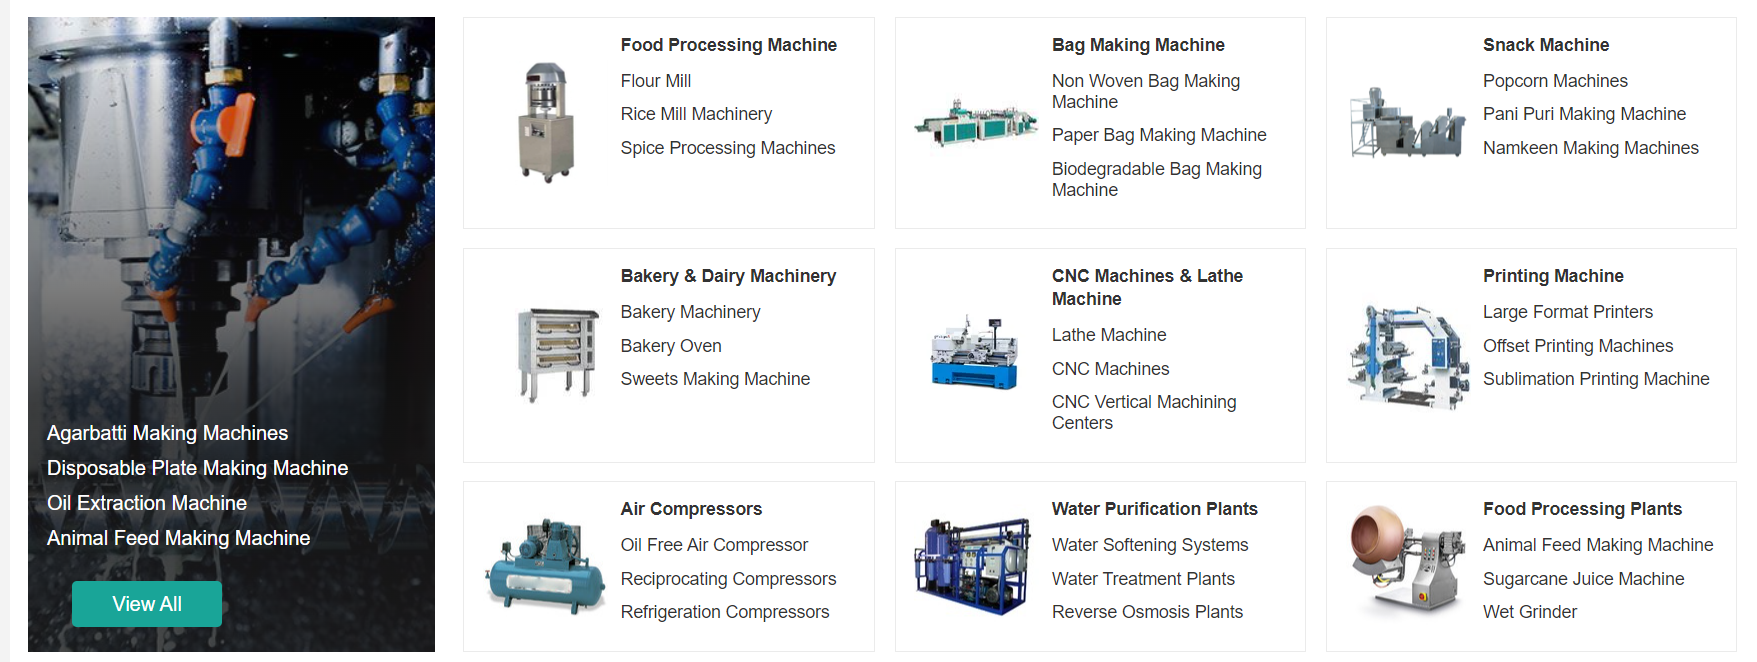 Agarbatti Making Machines
Disposable Plate Making Machine
Oil Extraction Machine
Animal Feed Making Machine
View All
Food Processing Machine
Flour Mill
Rice Mill Machinery
Spice Processing Machines
Bag Making Machine
Non Woven Bag Making
Machine
Paper Bag Making Machine
Biodegradable Bag Making
Machine
Snack Machine
Popcorn Machines
Pani Puri Making Machine
Namkeen Making Machines
Bakery & Dairy Machinery
Bakery Machinery
Bakery Oven
Sweets Making Machine
CNC Machines & Lathe
Machine
Lathe Machine
CNC Machines
CNC Vertical Machining
Centers
Printing Machine
Large Format Printers
Offset Printing Machines
Sublimation Printing Machine
Air Compressors
Oil Free Air Compressor
Reciprocating Compressors
Refrigeration Compressors
Water Purification Plants
Water Softening Systems
Water Treatment Plants
Reverse Osmosis Plants
Food Processing Plants
Animal Feed Making Machine
Sugarcane Juice Machine
Wet Grinder